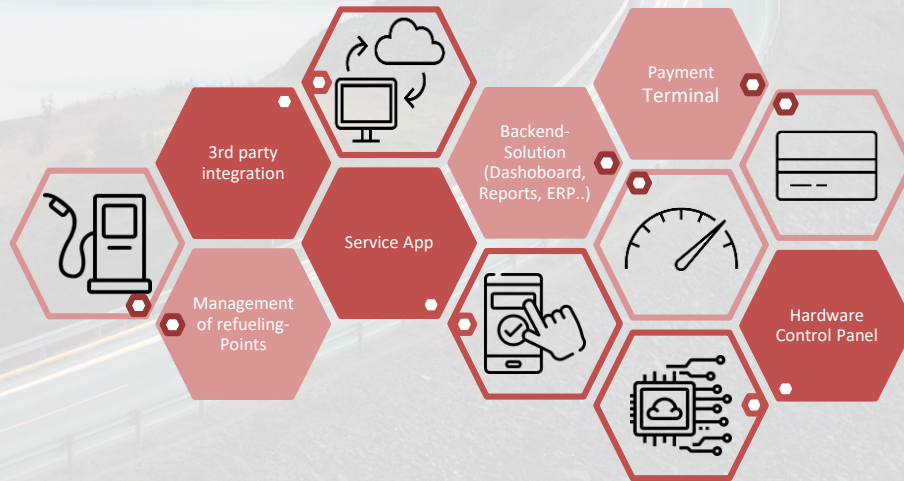 Payment
Terminal
Backend-
Solution
(Dashoboard,
Reports, ERP..)
3rd party
integration
Service App
Management
of refueling-
Points
Hardware
Control Panel